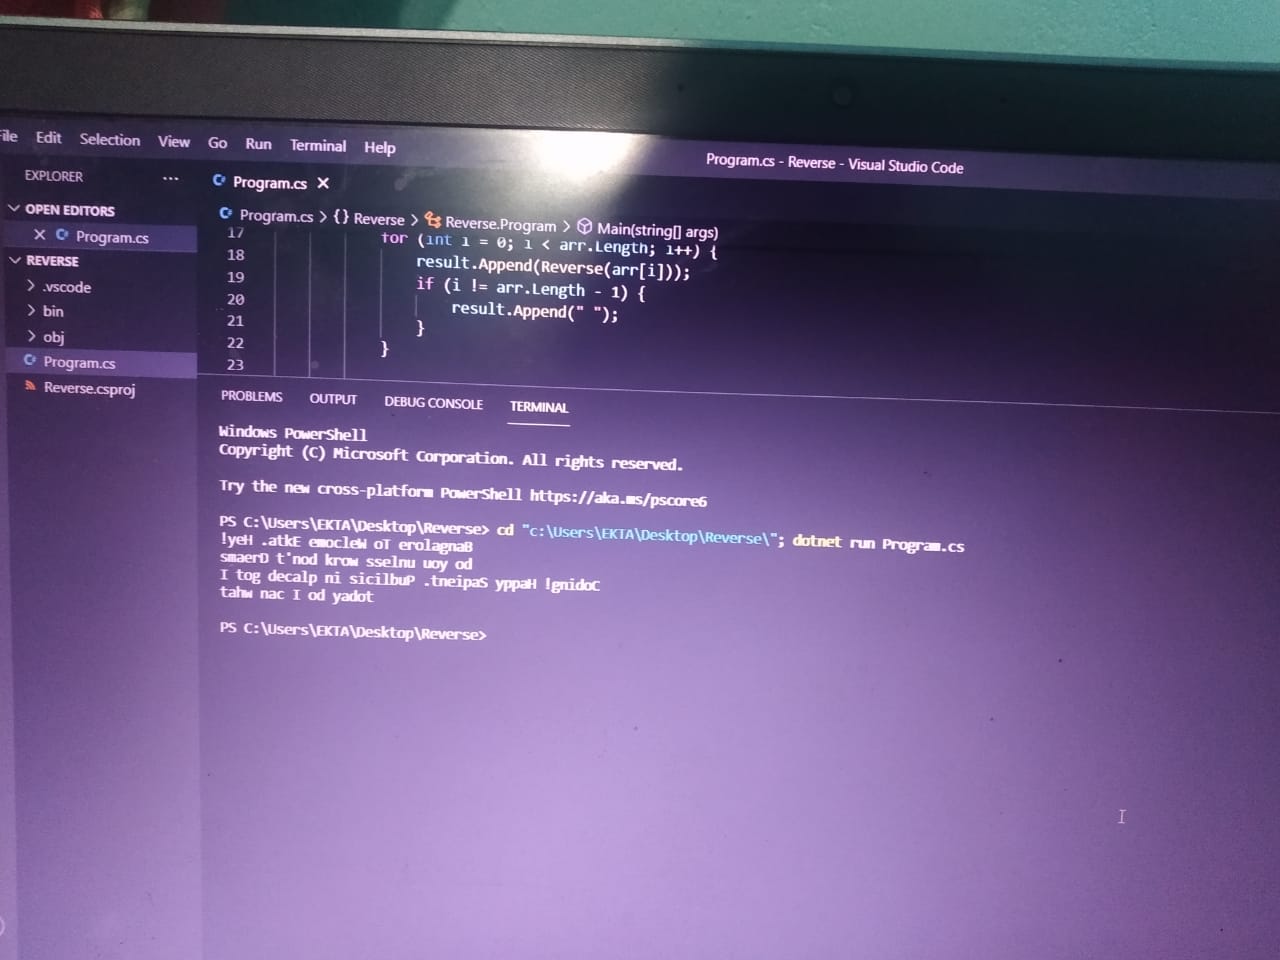 File Edit Selection View Go Run Terminal Help
Program.cs - Reverse - Visual Studio Code
EXPLORER ...
OPEN EDITORS
Program.cs
REVERSE
.vscode
bin
obj
Program.cs
Reverse.csproj
Program.cs
Program.cs > {} Reverse > Reverse.Program > Main(string[] args)
17 for (int i = 0; i < arr.Length; i++) {
18 result.Append(Reverse(arr[i]));
19 if (i != arr.Length - 1) {
20 result.Append(" ");
21 }
22 }
23
PROBLEMS OUTPUT DEBUG CONSOLE TERMINAL
Windows PowerShell
Copyright (C) Microsoft Corporation. All rights reserved.
Try the new cross-platform PowerShell https://aka.ms/pscore6
PS C:\Users\EKTA\Desktop\Reverse> cd "c:\Users\EKTA\Desktop\Reverse\"; dotnet run Program.cs
!yeH .atkE emocleW oT erolagnaB
smaerD t'nod krow sselnu uoy od
I tog decalp ni sicilbuP .tneipaS yppaH !gnidoC
tahw nac I od yadot
PS C:\Users\EKTA\Desktop\Reverse>